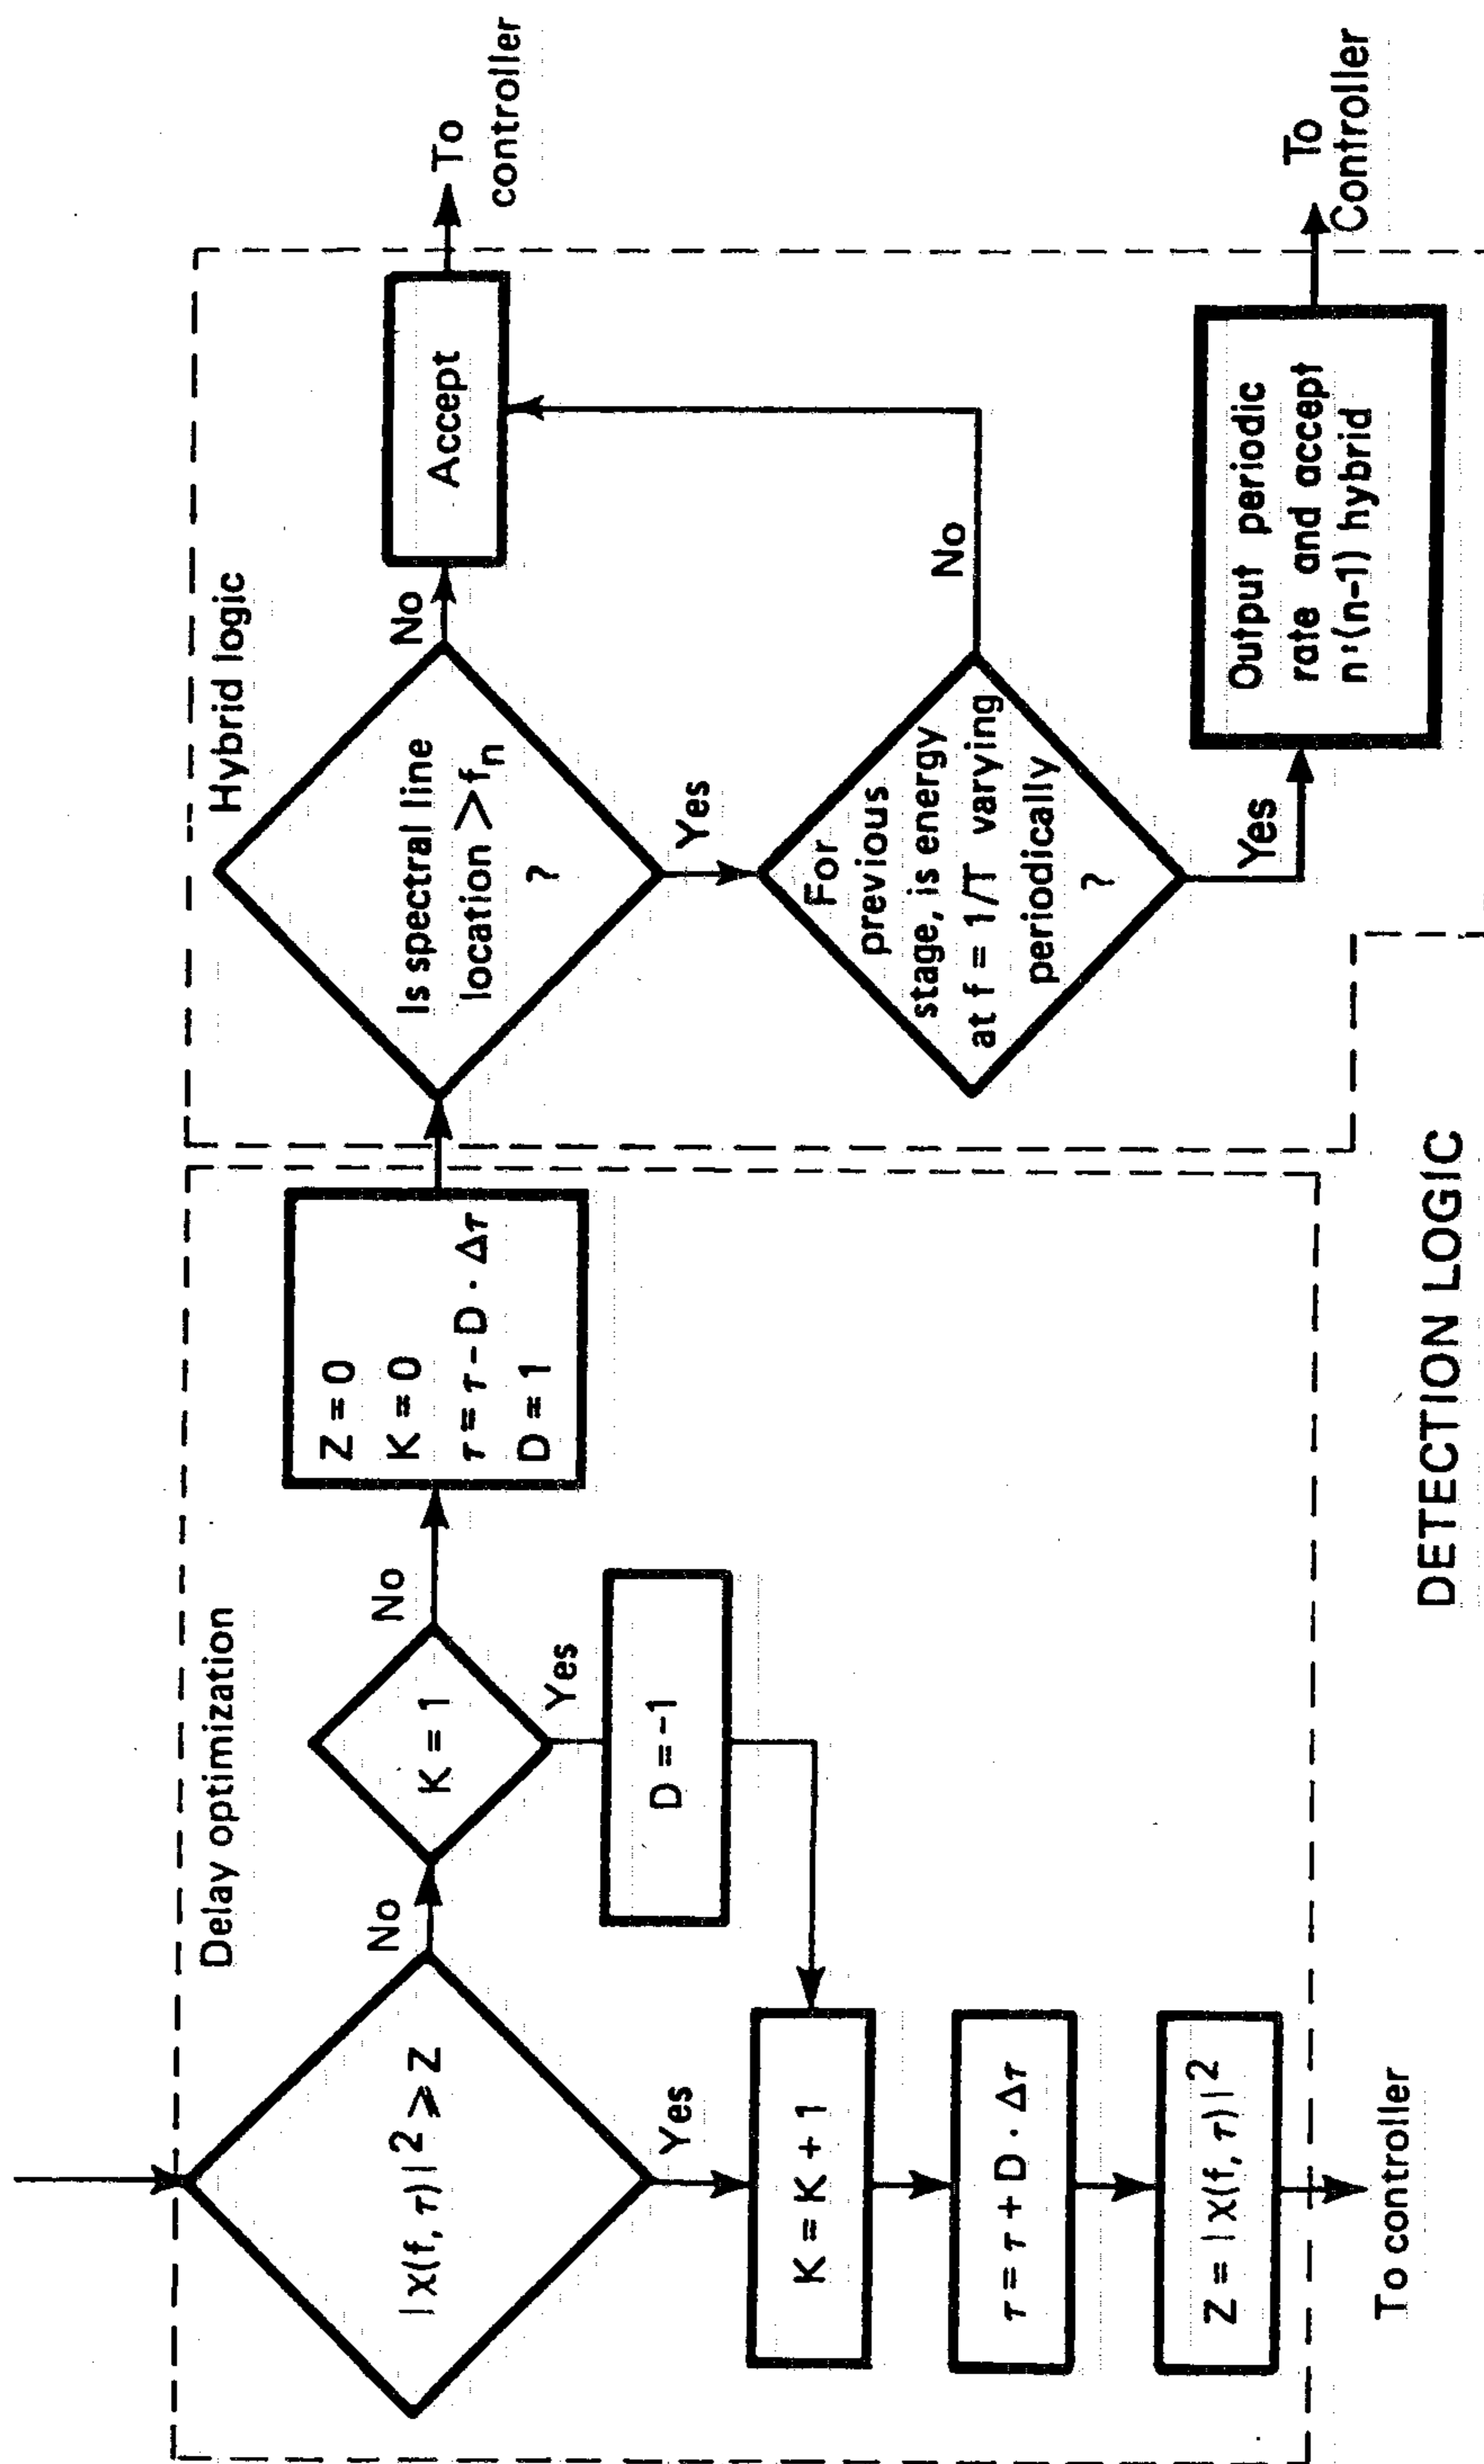 Delay optimization
|χ(f, τ)|² ⩾ Z
No
K = 1
No
Z = 0
K = 0
τ = τ - D · Δτ
D = 1
Yes
D = -1
Yes
K = K + 1
τ = τ + D · Δτ
Z = |χ(f, τ)|²
To controller
Hybrid logic
Is spectral line
location >fn
?
No
Accept
To
controller
Yes
For
previous
stage, is energy
at f = 1/T varying
periodically
?
No
Yes
Output periodic
rate and accept
n:(n-1) hybrid
To
Controller
DETECTION LOGIC